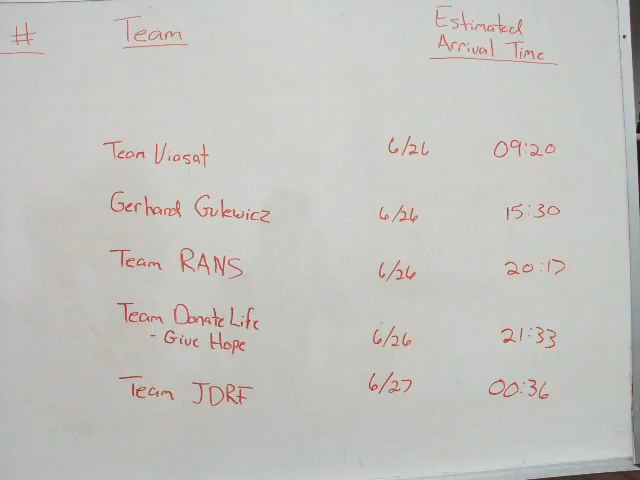 # Team Estimated
Arrival Time
Team Viasat 6/26 09:20
Gerhard Gulewicz 6/26 15:30
Team RANS 6/26 20:17
Team Donate Life
- Give Hope 6/26 21:33
Team JDRF 6/27 00:36